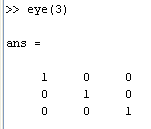 >> eye(3)
ans =
1 0 0
0 1 0
0 0 1